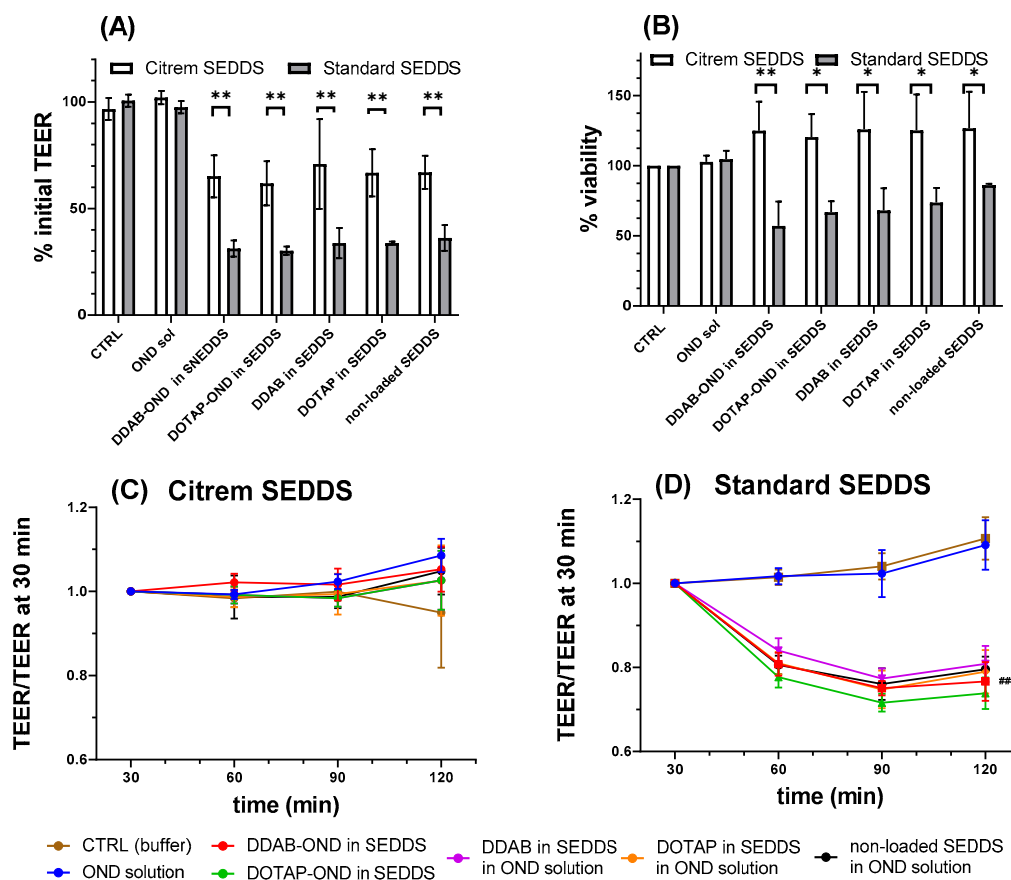 (A)
Citrem SEDDS
Standard SEDDS
% initial TEER
100
50
0
**
**
**
**
**
CTRL
OND sol
DDAB-OND in sNEDDS
DOTAP-OND in SEDDS
DDAB in SEDDS
DOTAP in SEDDS
non-loaded SEDDS
(B)
Citrem SEDDS
Standard SEDDS
% viability
150
100
50
0
**
*
*
*
*
CTRL
OND sol
DDAB-OND in SEDDS
DOTAP-OND in SEDDS
DDAB in SEDDS
DOTAP in SEDDS
non-loaded SEDDS
(C) Citrem SEDDS
TEER/TEER at 30 min
1.2
1.0
0.8
0.6
30
60
90
120
time (min)
(D) Standard SEDDS
TEER/TEER at 30 min
1.2
1.0
0.8
0.6
##
30
60
90
120
time (min)
CTRL (buffer)
OND solution
DDAB-OND in SEDDS
DOTAP-OND in SEDDS
DDAB in SEDDS
in OND solution
DOTAP in SEDDS
in OND solution
non-loaded SEDDS
in OND solution